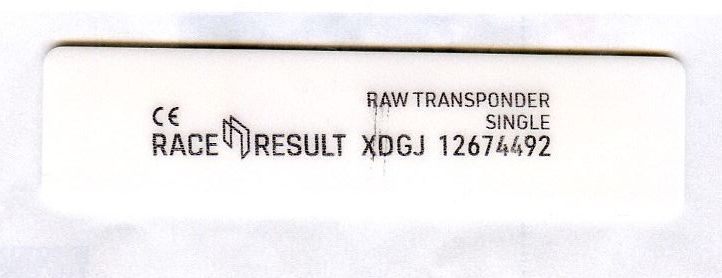 RAW TRANSPONDER
CE SINGLE
RACE RESULT XDGJ 12674492